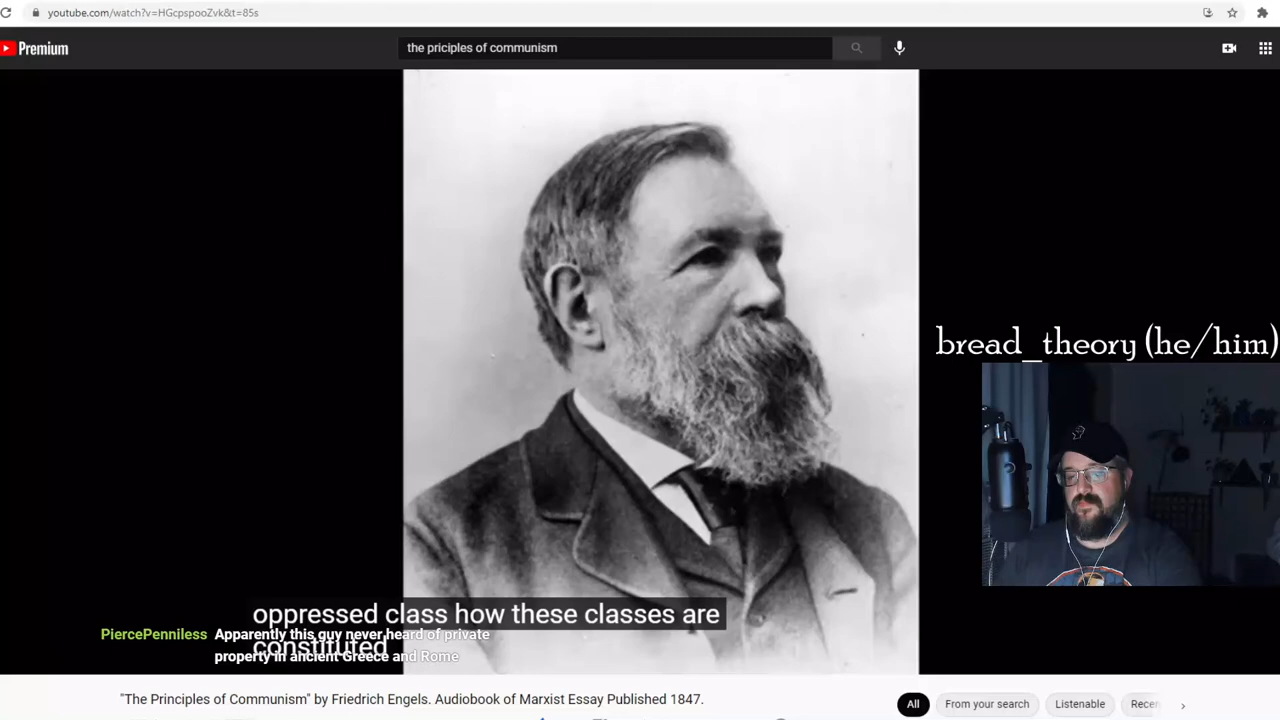 youtube.com/watch?v=HGcpspooZvk&t=85s
Premium
the priciples of communism
bread_theory (he/him)
oppressed class how these classes are
constituted
PiercePenniless Apparently this guy never heard of private
property in ancient Greece and Rome
"The Principles of Communism" by Friedrich Engels. Audiobook of Marxist Essay Published 1847.
All
From your search
Listenable
Recen